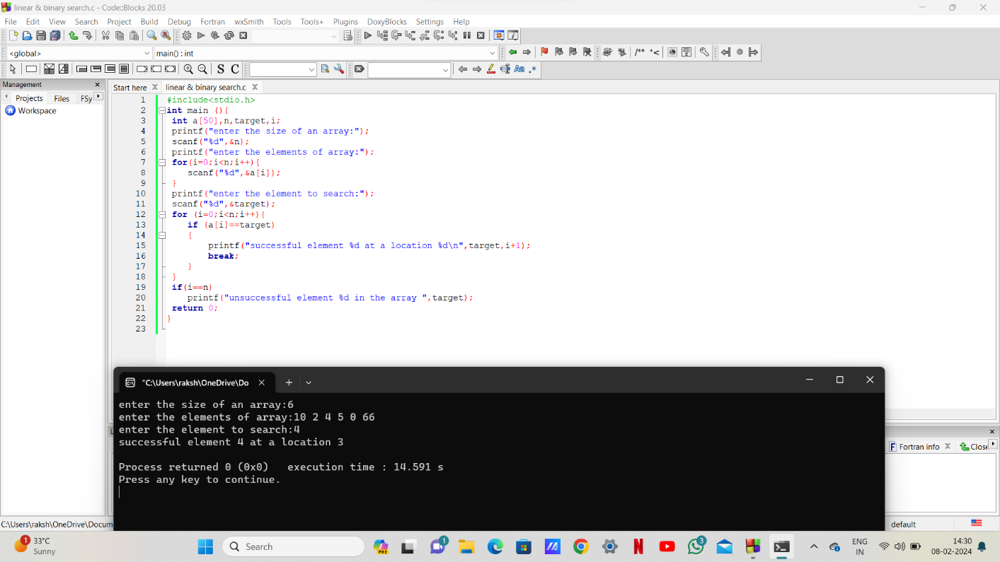 linear & binary search.c - Code::Blocks 20.03
File Edit View Search Project Build Debug Fortran wxSmith Tools Tools+ Plugins DoxyBlocks Settings Help
<global> main() : int
/** *<
S C Aa .*
Management
Projects Files FSy
Workspace
Start here linear & binary search.c
1 #include<stdio.h>
2 int main (){
3 int a[50],n,target,i;
4 printf("enter the size of an array:");
5 scanf("%d",&n);
6 printf("enter the elements of array:");
7 for(i=0;i<n;i++){
8 scanf("%d",&a[i]);
9 }
10 printf("enter the element to search:");
11 scanf("%d",&target);
12 for (i=0;i<n;i++){
13 if (a[i]==target)
14 {
15 printf("successful element %d at a location %d\n",target,i+1);
16 break;
17 }
18 }
19 if(i==n)
20 printf("unsuccessful element %d in the array ",target);
21 return 0;
22 }
23
"C:\Users\raksh\OneDrive\Do
enter the size of an array:6
enter the elements of array:10 2 4 5 0 66
enter the element to search:4
successful element 4 at a location 3
Process returned 0 (0x0) execution time : 14.591 s
Press any key to continue.
F Fortran info Close
C:\Users\raksh\OneDrive\Docum default
1 33°C
Sunny
Search
PRE
1
3
ENG
IN
14:30
08-02-2024